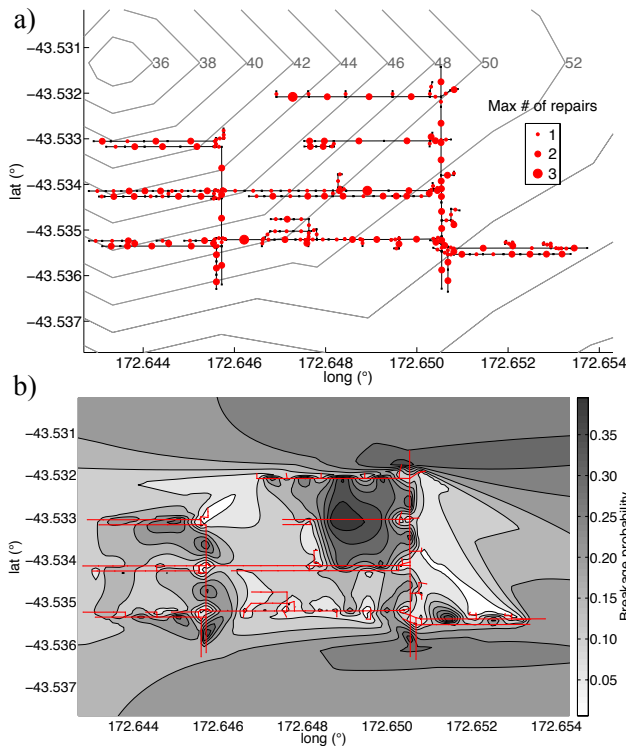 a)
−43.531
−43.532
−43.533
−43.534
−43.535
−43.536
−43.537
lat (°)
36 38 40 42 44 46 48 50 52
Max # of repairs
1
2
3
172.644 172.646 172.648 172.650 172.652 172.654
long (°)
b)
−43.531
−43.532
−43.533
−43.534
−43.535
−43.536
−43.537
lat (°)
0.35
0.30
0.25
0.20
0.15
0.10
0.05
Breakage probability
172.644 172.646 172.648 172.650 172.652 172.654
long (°)